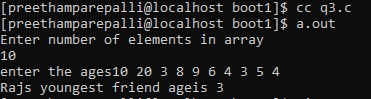 [preethamparepalli@localhost boot1]$ cc q3.c
[preethamparepalli@localhost boot1]$ a.out
Enter number of elements in array
10
enter the ages10 20 3 8 9 6 4 3 5 4
Rajs youngest friend ageis 3